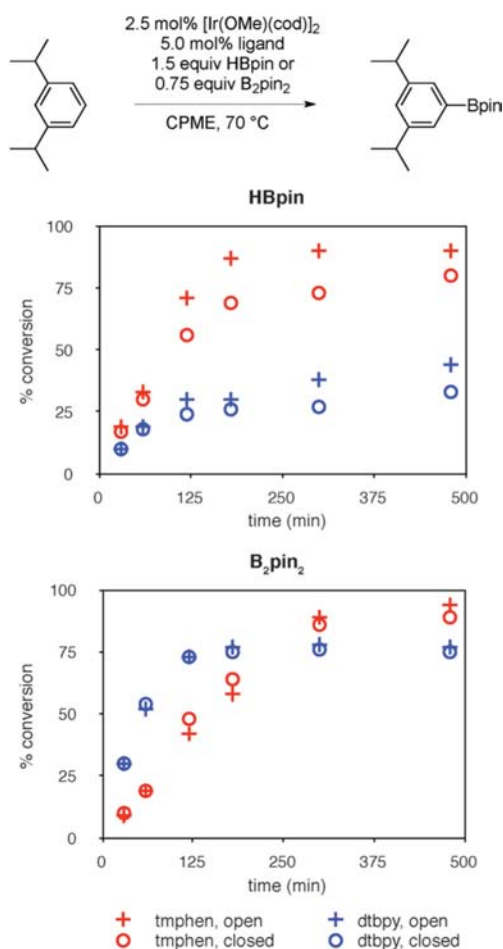 2.5 mol% [Ir(OMe)(cod)]2
5.0 mol% ligand
1.5 equiv HBpin or
0.75 equiv B2pin2
CPME, 70 °C
Bpin
HBpin
100
75
50
25
0
% conversion
0 125 250 375 500
time (min)
B2pin2
100
75
50
25
0
% conversion
0 125 250 375 500
time (min)
tmphen, open dtbpy, open
tmphen, closed dtbpy, closed